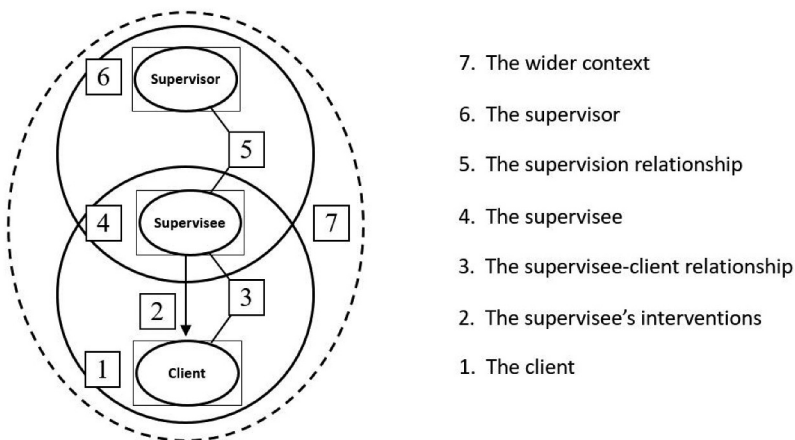 6
Supervisor
5
4
Supervisee
7
2
3
1
Client
7. The wider context
6. The supervisor
5. The supervision relationship
4. The supervisee
3. The supervisee-client relationship
2. The supervisee’s interventions
1. The client